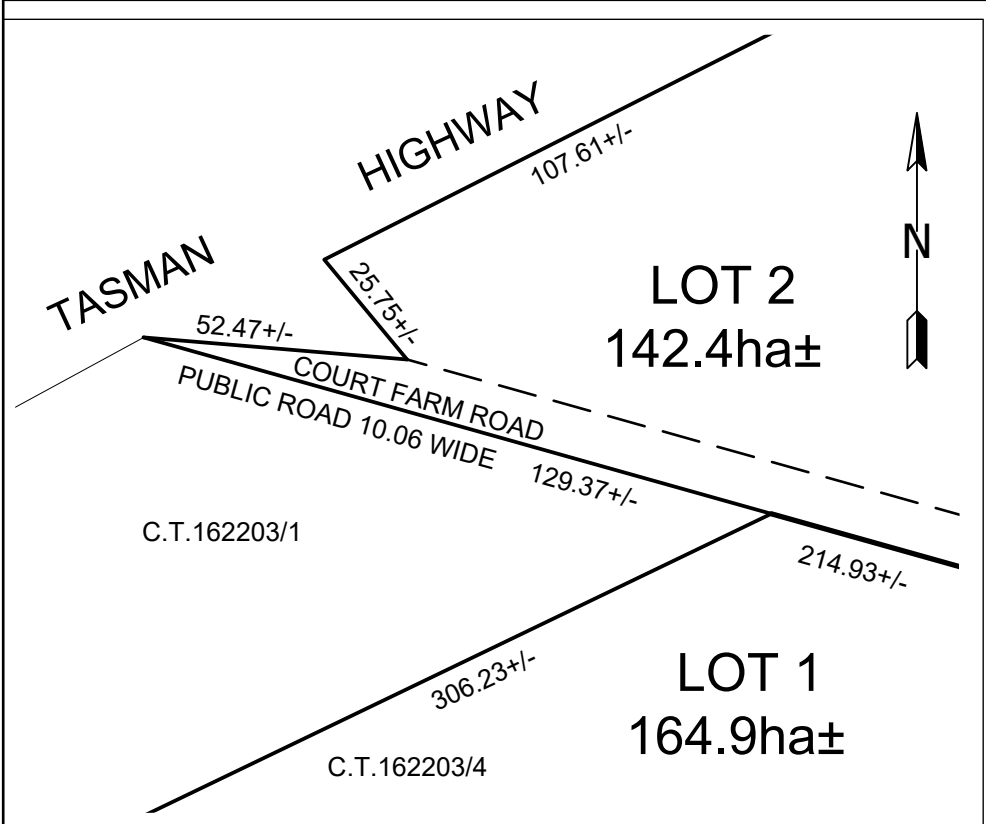 TASMAN HIGHWAY
107.61+/-
N
25.75+/-
LOT 2
142.4ha±
52.47+/-
COURT FARM ROAD
PUBLIC ROAD 10.06 WIDE
129.37+/-
C.T.162203/1
214.93+/-
306.23+/-
LOT 1
164.9ha±
C.T.162203/4